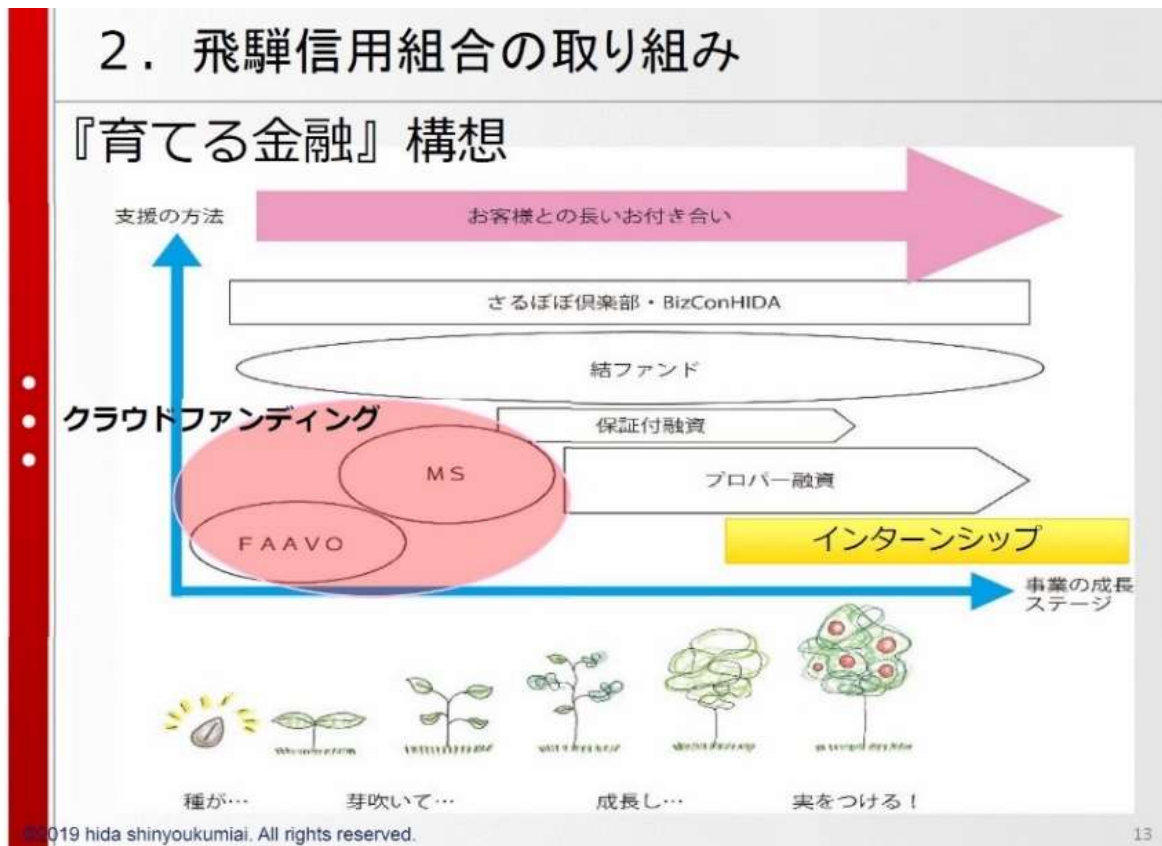 2．飛騨信用組合の取り組み
『育てる金融』構想
支援の方法
お客様との長いお付き合い
さるぼぼ倶楽部・BizConHIDA
結ファンド
クラウドファンディング
保証付融資
MS
プロパー融資
FAAVO
インターンシップ
事業の成長
ステージ
種が…
芽吹いて…
成長し…
実をつける！
©2019 hida shinyoukumiai. All rights reserved.
13